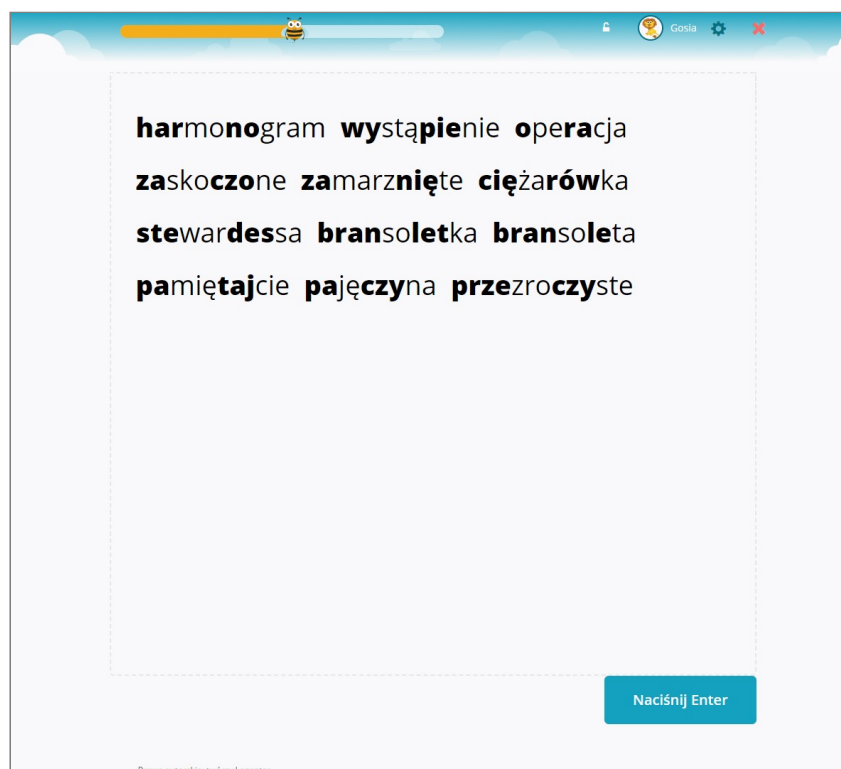 Gosia
harmonogram wystąpienie operacja
zaskoczone zamarznięte ciężarówka
stewardessa bransoletka bransoleta
pamiętajcie pajęczyna przezroczyste
Naciśnij Enter